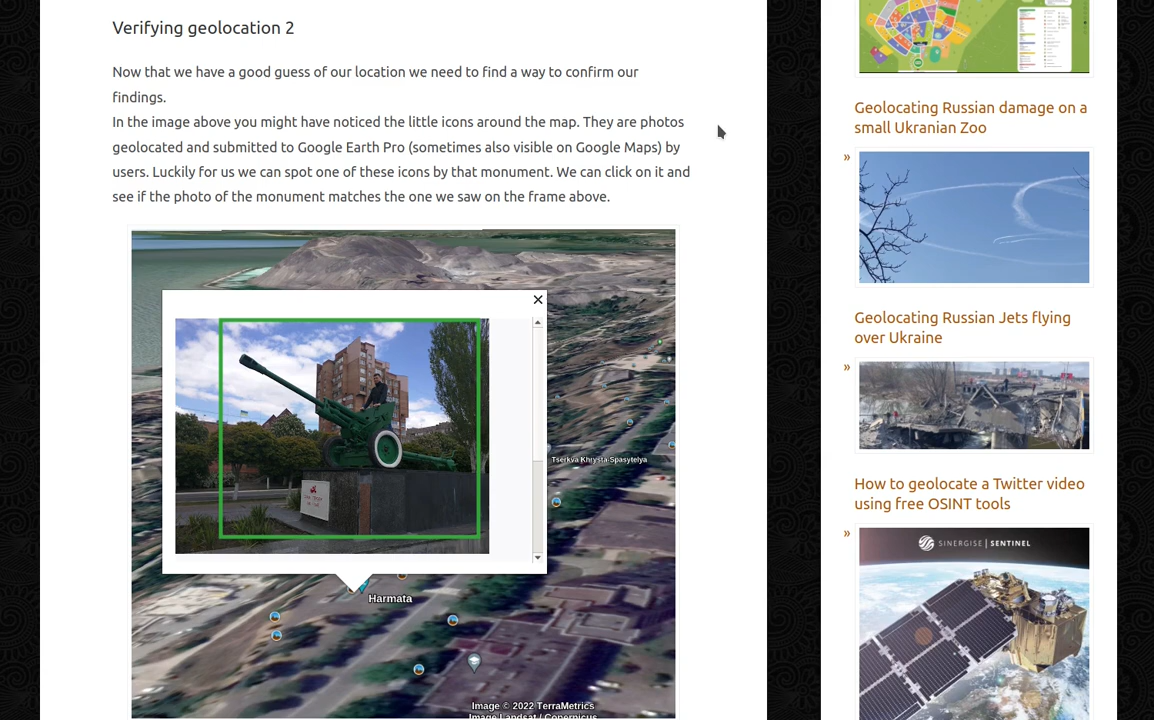 Verifying geolocation 2
Now that we have a good guess of our location we need to find a way to confirm our
findings.
In the image above you might have noticed the little icons around the map. They are photos
geolocated and submitted to Google Earth Pro (sometimes also visible on Google Maps) by
users. Luckily for us we can spot one of these icons by that monument. We can click on it and
see if the photo of the monument matches the one we saw on the frame above.
Tserkva Khrysta-Spasytelya
Harmata
Image © 2022 TerraMetrics
Image Landsat / Copernicus
Geolocating Russian damage on a
small Ukranian Zoo
»
Geolocating Russian Jets flying
over Ukraine
»
How to geolocate a Twitter video
using free OSINT tools
»
SINERGISE | SENTINEL